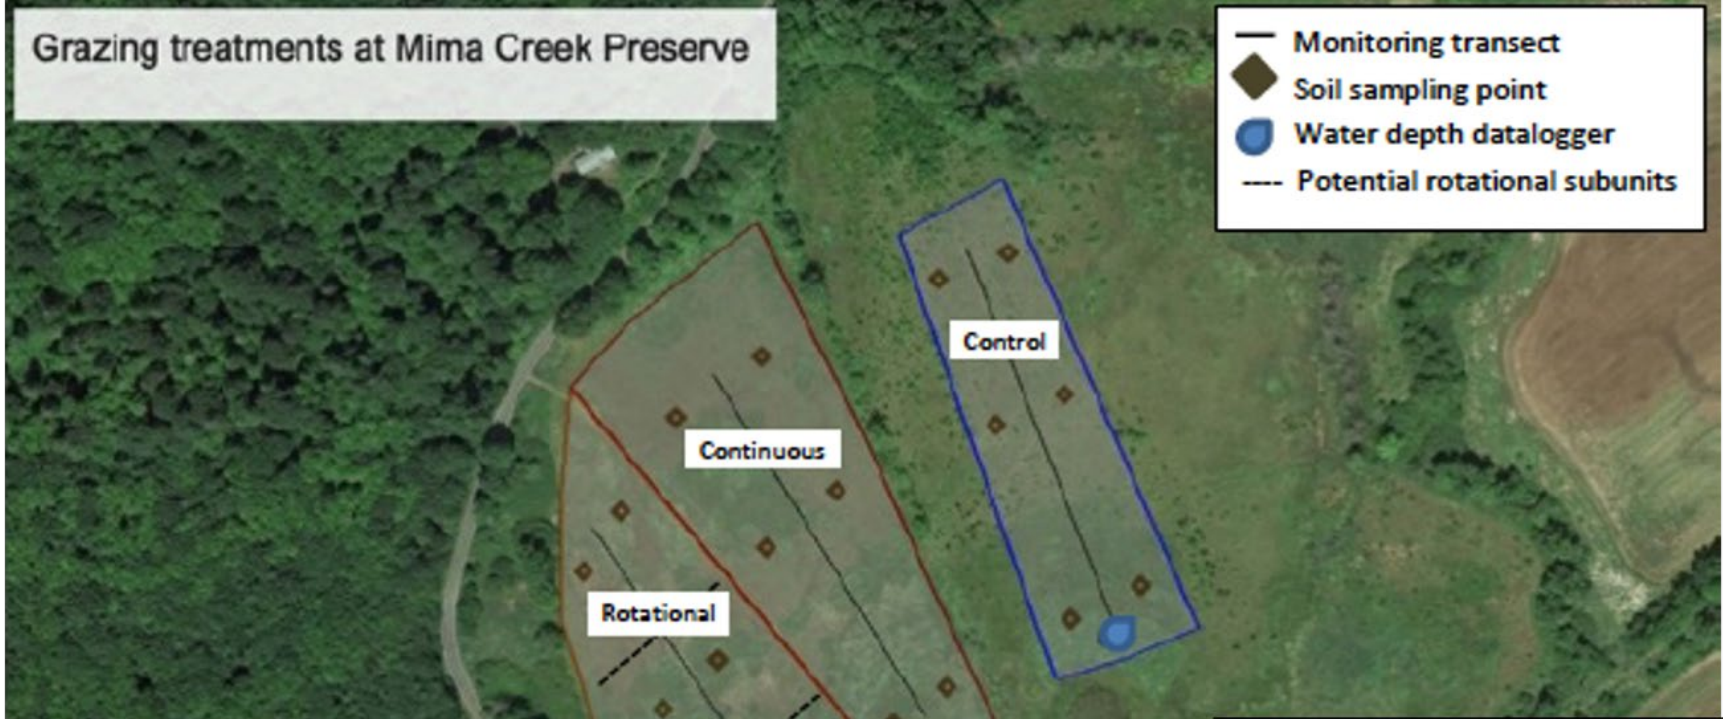 Grazing treatments at Mima Creek Preserve
Monitoring transect
Soil sampling point
Water depth datalogger
Potential rotational subunits
Control
Continuous
Rotational